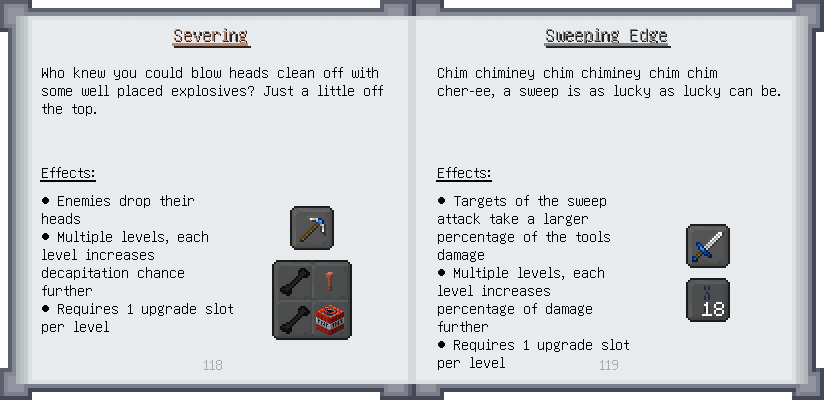 Severing
Who knew you could blow heads clean off with
some well placed explosives? Just a little off
the top.
Effects:
● Enemies drop their
heads
● Multiple levels, each
level increases
decapitation chance
further
● Requires 1 upgrade slot
per level
TNT
118
Sweeping Edge
Chim chiminey chim chiminey chim chim
cher-ee, a sweep is as lucky as lucky can be.
Effects:
● Targets of the sweep
attack take a larger
percentage of the tools
damage
● Multiple levels, each
level increases
percentage of damage
further
● Requires 1 upgrade slot
per level
18
119